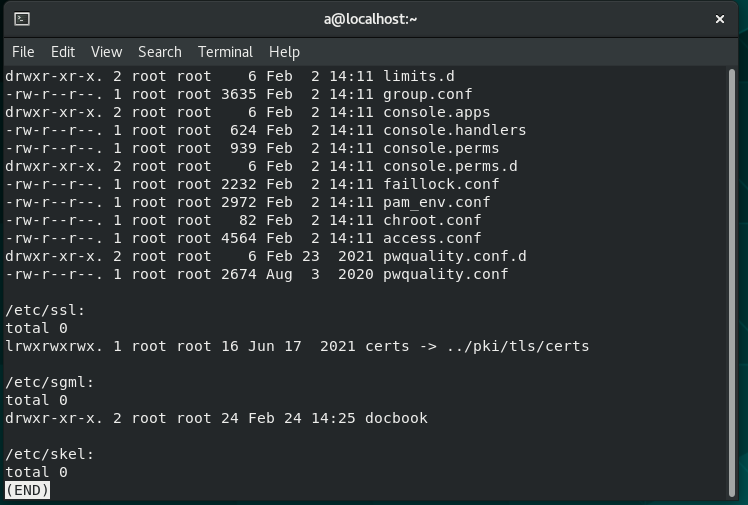 a@localhost:~
File Edit View Search Terminal Help
drwxr-xr-x. 2 root root    6 Feb  2 14:11 limits.d
-rw-r--r--. 1 root root 3635 Feb  2 14:11 group.conf
drwxr-xr-x. 2 root root    6 Feb  2 14:11 console.apps
-rw-r--r--. 1 root root  624 Feb  2 14:11 console.handlers
-rw-r--r--. 1 root root  939 Feb  2 14:11 console.perms
drwxr-xr-x. 2 root root    6 Feb  2 14:11 console.perms.d
-rw-r--r--. 1 root root 2232 Feb  2 14:11 faillock.conf
-rw-r--r--. 1 root root 2972 Feb  2 14:11 pam_env.conf
-rw-r--r--. 1 root root   82 Feb  2 14:11 chroot.conf
-rw-r--r--. 1 root root 4564 Feb  2 14:11 access.conf
drwxr-xr-x. 2 root root    6 Feb 23  2021 pwquality.conf.d
-rw-r--r--. 1 root root 2674 Aug  3  2020 pwquality.conf

/etc/ssl:
total 0
lrwxrwxrwx. 1 root root 16 Jun 17  2021 certs -> ../pki/tls/certs

/etc/sgml:
total 0
drwxr-xr-x. 2 root root 24 Feb 24 14:25 docbook

/etc/skel:
total 0
(END)